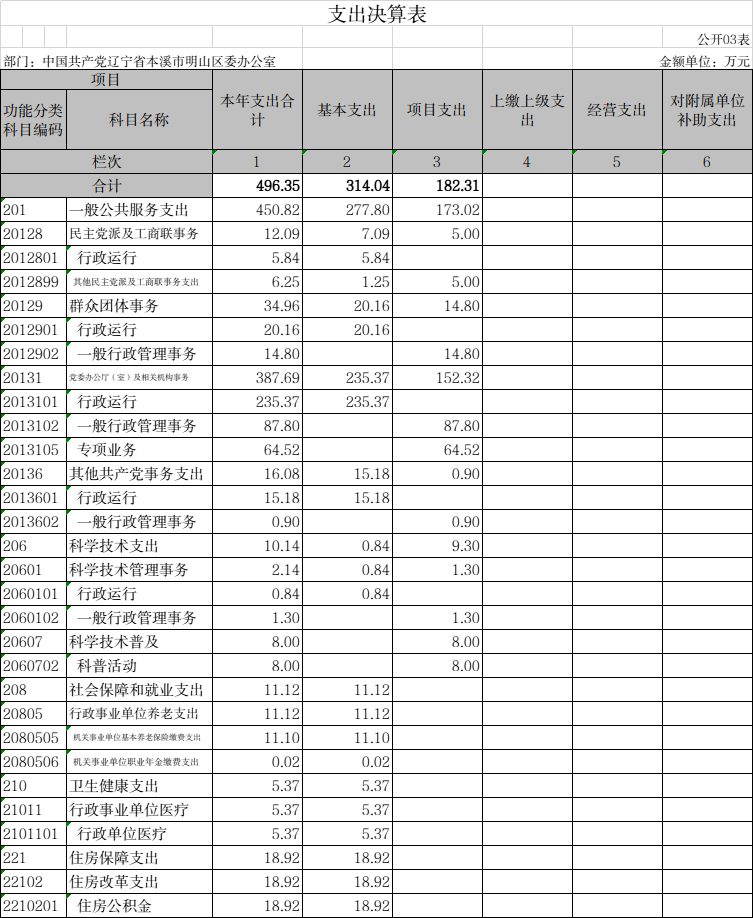 支出决算表
公开03表
部门：中国共产党辽宁省本溪市明山区委办公室 金额单位：万元
项目 本年支出合计 基本支出 项目支出 上缴上级支出 经营支出 对附属单位补助支出
功能分类科目编码 科目名称
栏次 1 2 3 4 5 6
合计 496.35 314.04 182.31
201 一般公共服务支出 450.82 277.80 173.02
20128 民主党派及工商联事务 12.09 7.09 5.00
2012801 行政运行 5.84 5.84
2012899 其他民主党派及工商联事务支出 6.25 1.25 5.00
20129 群众团体事务 34.96 20.16 14.80
2012901 行政运行 20.16 20.16
2012902 一般行政管理事务 14.80 14.80
20131 党委办公厅（室）及相关机构事务 387.69 235.37 152.32
2013101 行政运行 235.37 235.37
2013102 一般行政管理事务 87.80 87.80
2013105 专项业务 64.52 64.52
20136 其他共产党事务支出 16.08 15.18 0.90
2013601 行政运行 15.18 15.18
2013602 一般行政管理事务 0.90 0.90
206 科学技术支出 10.14 0.84 9.30
20601 科学技术管理事务 2.14 0.84 1.30
2060101 行政运行 0.84 0.84
2060102 一般行政管理事务 1.30 1.30
20607 科学技术普及 8.00 8.00
2060702 科普活动 8.00 8.00
208 社会保障和就业支出 11.12 11.12
20805 行政事业单位养老支出 11.12 11.12
2080505 机关事业单位基本养老保险缴费支出 11.10 11.10
2080506 机关事业单位职业年金缴费支出 0.02 0.02
210 卫生健康支出 5.37 5.37
21011 行政事业单位医疗 5.37 5.37
2101101 行政单位医疗 5.37 5.37
221 住房保障支出 18.92 18.92
22102 住房改革支出 18.92 18.92
2210201 住房公积金 18.92 18.92